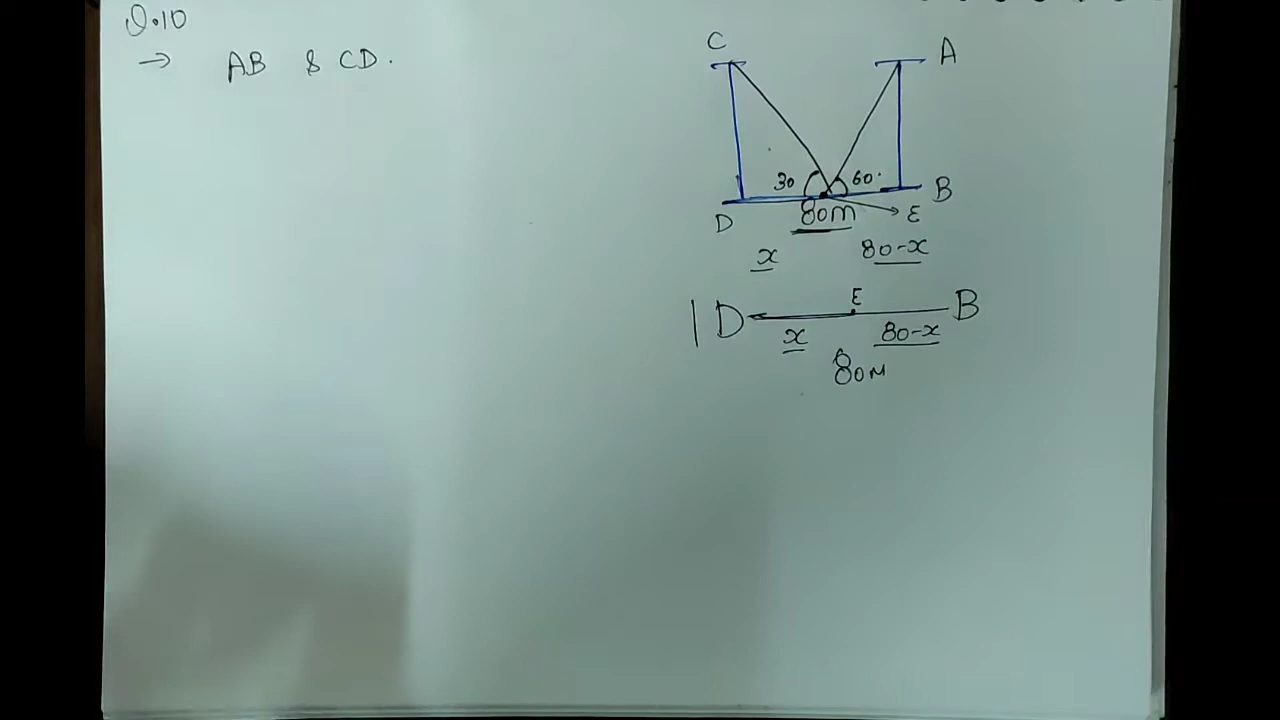 Q.10
→ AB & CD.
C A
30 60.
D 80m E B
x 80-x
E
D B
x 80-x
80m